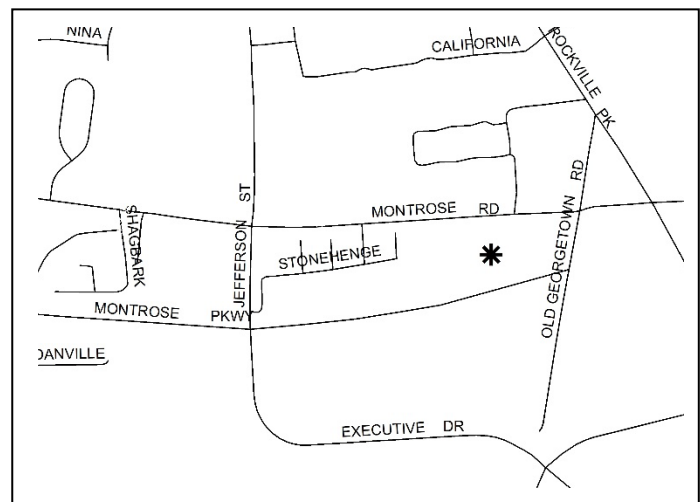 NINA
CALIFORNIA
ROCKVILLE PK
SHAGBARK
JEFFERSON ST
MONTROSE RD
OLD GEORGETOWN RD
STONEHENGE
MONTROSE PKWY
DANVILLE
EXECUTIVE DR